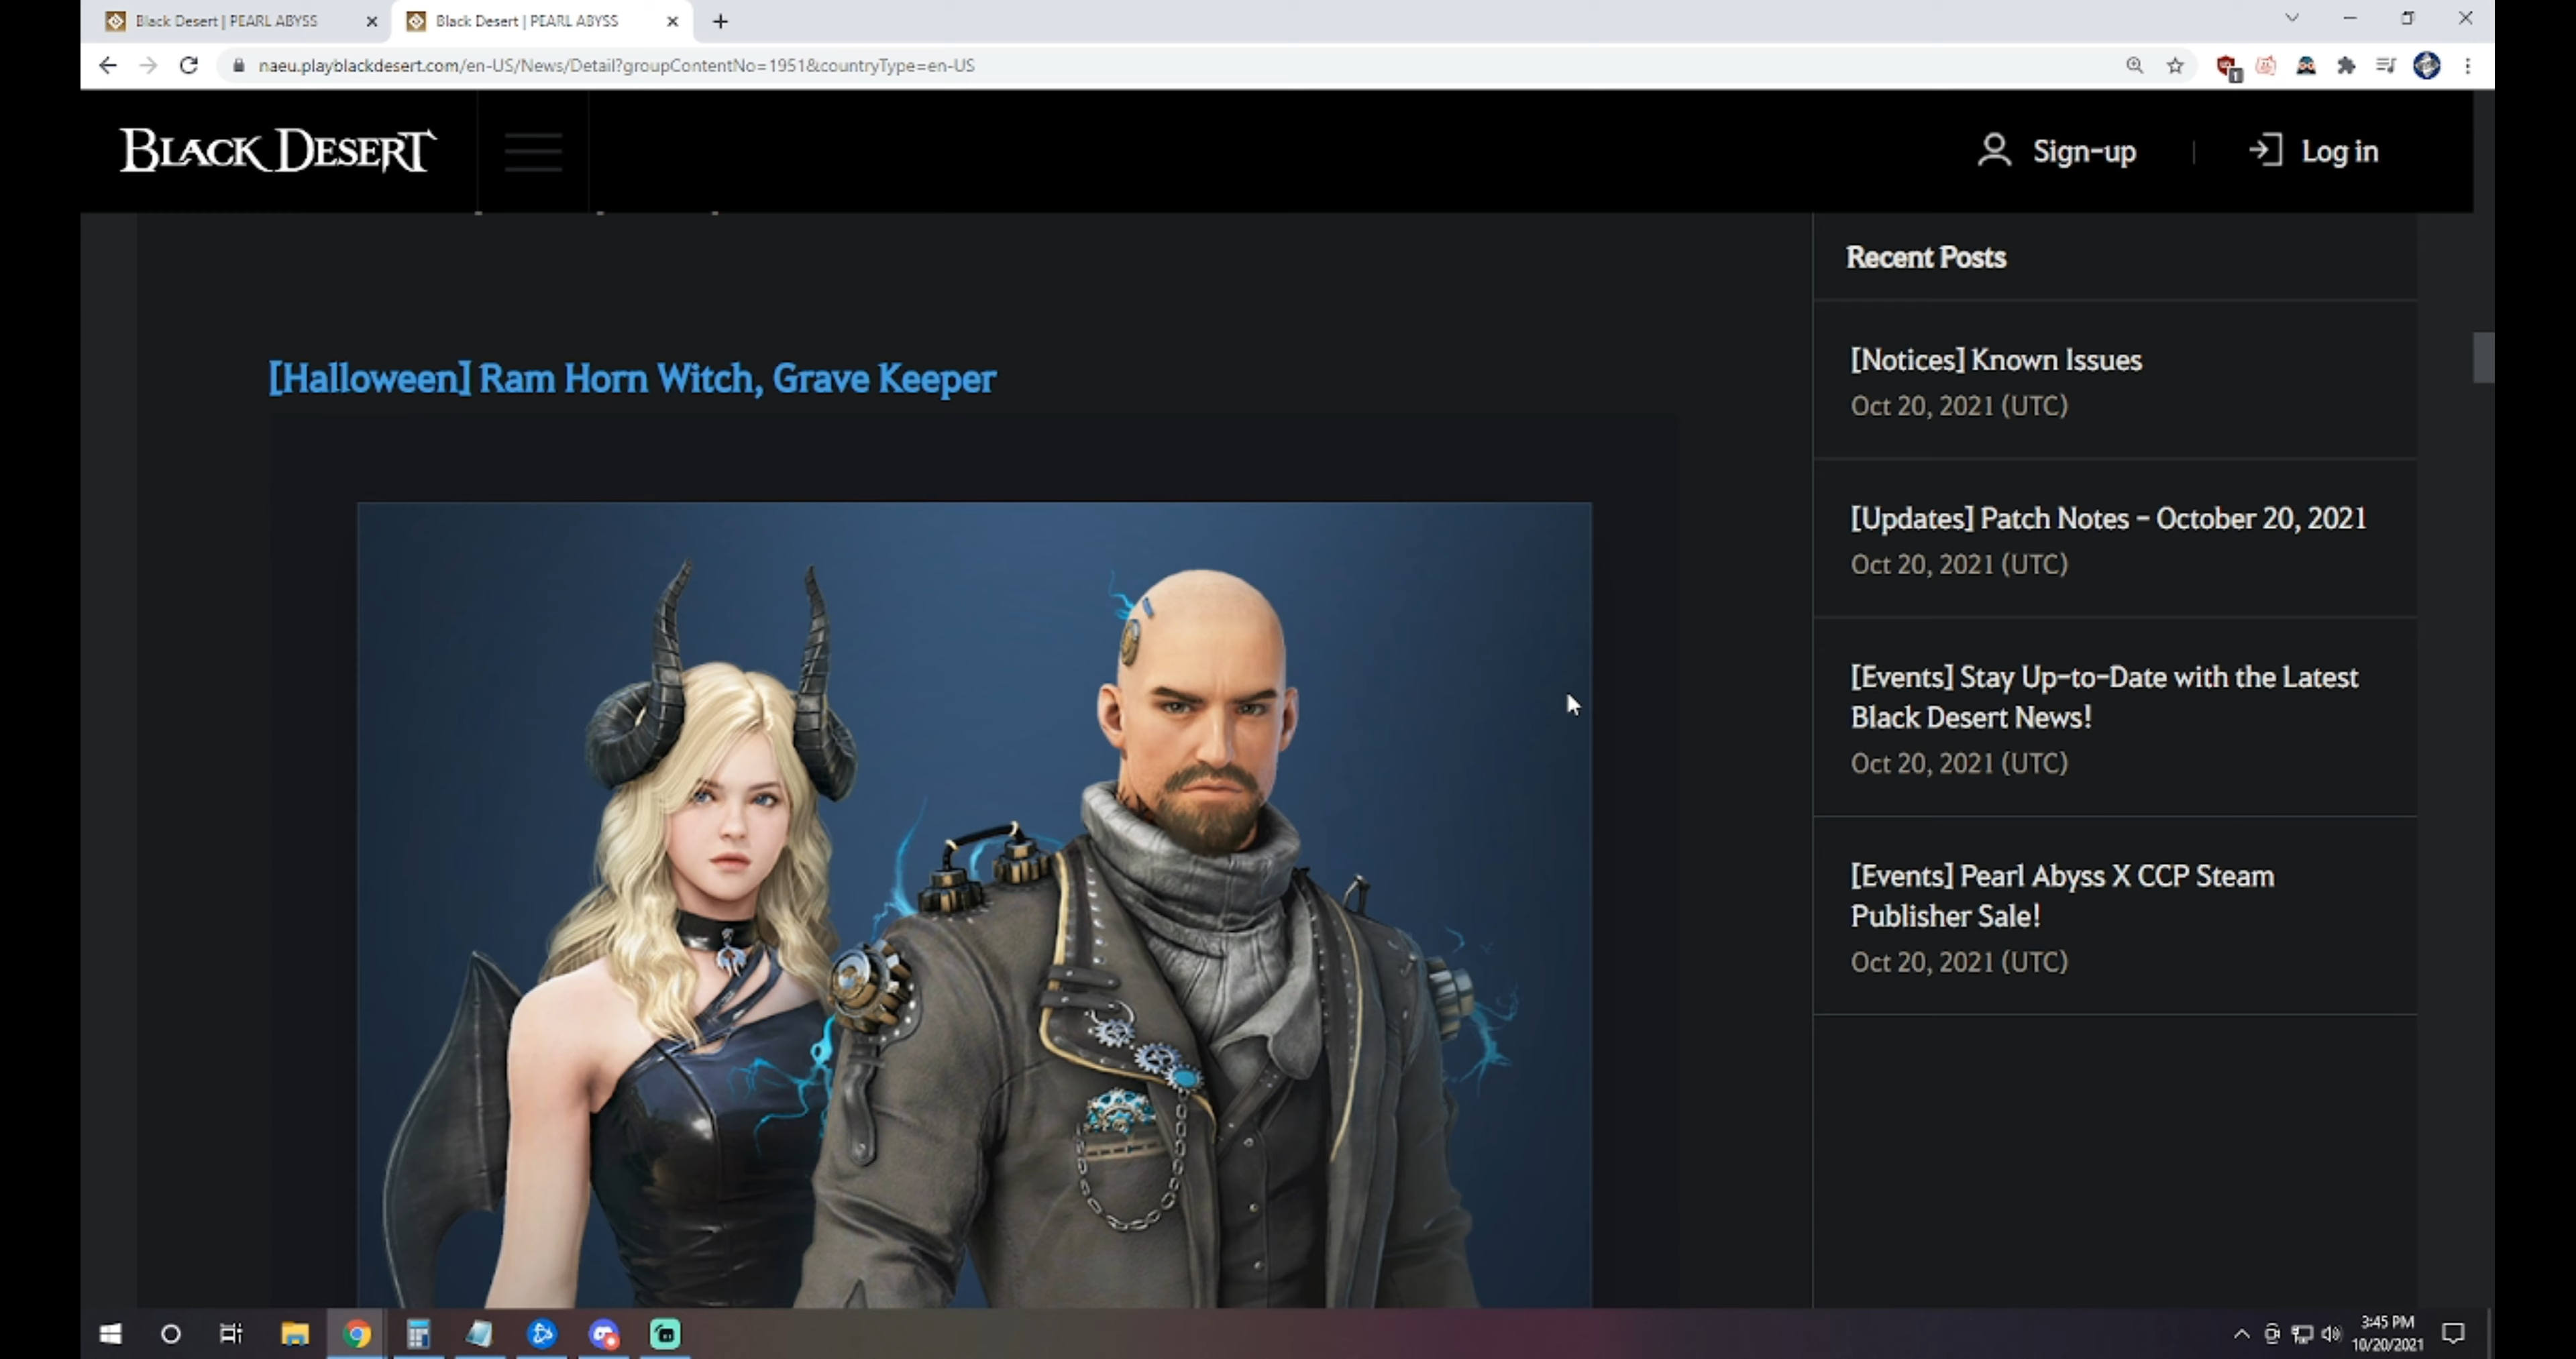 Black Desert | PEARL ABYSS
Black Desert | PEARL ABYSS
naeu.playblackdesert.com/en-US/News/Detail?groupContentNo=1951&countryType=en-US
1
BLACK DESERT
Sign-up
Log in
[Halloween] Ram Horn Witch, Grave Keeper
Recent Posts
[Notices] Known Issues
Oct 20, 2021 (UTC)
[Updates] Patch Notes - October 20, 2021
Oct 20, 2021 (UTC)
[Events] Stay Up-to-Date with the Latest
Black Desert News!
Oct 20, 2021 (UTC)
[Events] Pearl Abyss X CCP Steam
Publisher Sale!
Oct 20, 2021 (UTC)
3:45 PM
10/20/2021